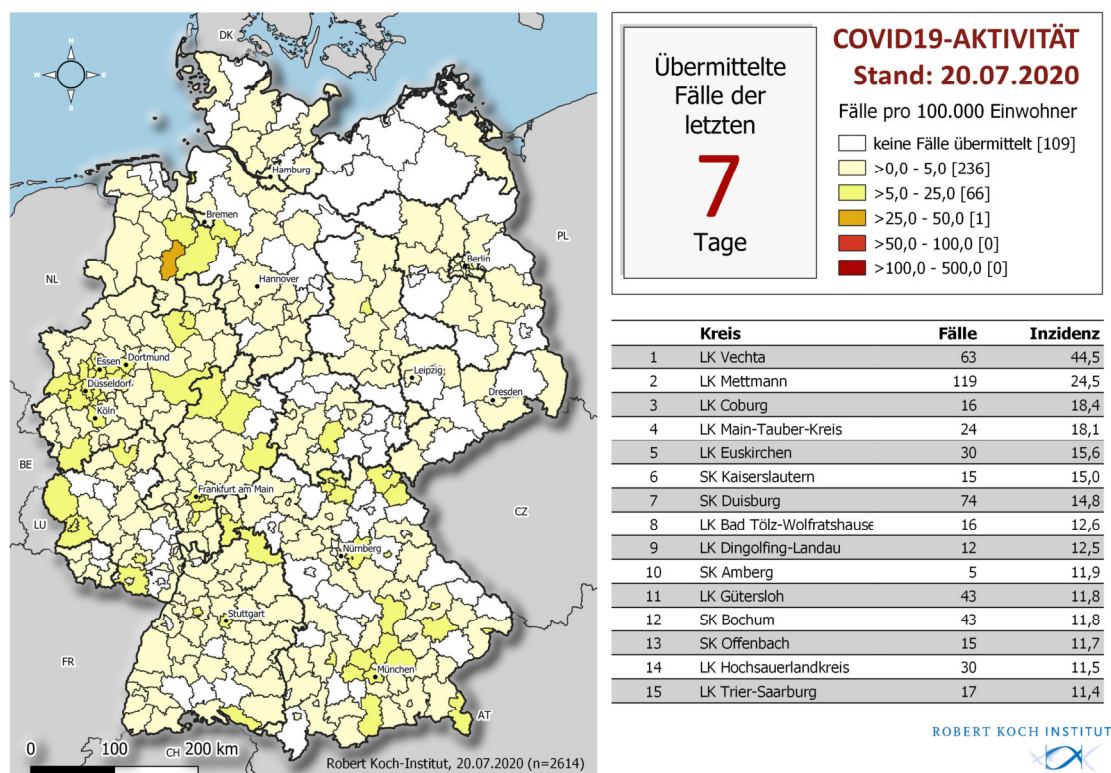 N
W
E
S
DK
PL
NL
BE
LU
CZ
FR
AT
CH
Hamburg
Bremen
Berlin
Hannover
Essen
Dortmund
Düsseldorf
Köln
Leipzig
Dresden
Frankfurt am Main
Nürnberg
Stuttgart
München
0 100 200 km
Robert Koch-Institut, 20.07.2020 (n=2614)
Übermittelte
Fälle der
letzten
7
Tage
COVID19-AKTIVITÄT
Stand: 20.07.2020
Fälle pro 100.000 Einwohner
keine Fälle übermittelt [109]
>0,0 - 5,0 [236]
>5,0 - 25,0 [66]
>25,0 - 50,0 [1]
>50,0 - 100,0 [0]
>100,0 - 500,0 [0]
Kreis Fälle Inzidenz
1 LK Vechta 63 44,5
2 LK Mettmann 119 24,5
3 LK Coburg 16 18,4
4 LK Main-Tauber-Kreis 24 18,1
5 LK Euskirchen 30 15,6
6 SK Kaiserslautern 15 15,0
7 SK Duisburg 74 14,8
8 LK Bad Tölz-Wolfratshause 16 12,6
9 LK Dingolfing-Landau 12 12,5
10 SK Amberg 5 11,9
11 LK Gütersloh 43 11,8
12 SK Bochum 43 11,8
13 SK Offenbach 15 11,7
14 LK Hochsauerlandkreis 30 11,5
15 LK Trier-Saarburg 17 11,4
ROBERT KOCH INSTITUT